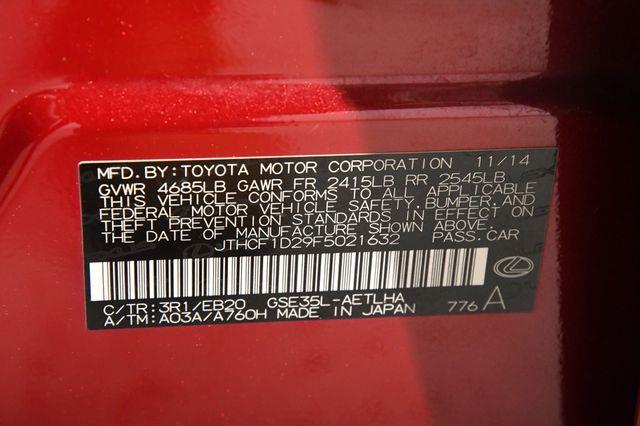 MFD. BY: TOYOTA MOTOR CORPORATION 11/14
GVWR 4685LB GAWR FR 2415LB RR 2545LB
THIS VEHICLE CONFORMS TO ALL APPLICABLE
FEDERAL MOTOR VEHICLE SAFETY, BUMPER, AND
THEFT PREVENTION STANDARDS IN EFFECT ON
THE DATE OF MANUFACTURE SHOWN ABOVE.
JTHCF1D29F5021632 PASS. CAR
C/TR: 3R1/EB20 GSE35L-AETLHA
A/TM: A03A/A760H MADE IN JAPAN 776 A